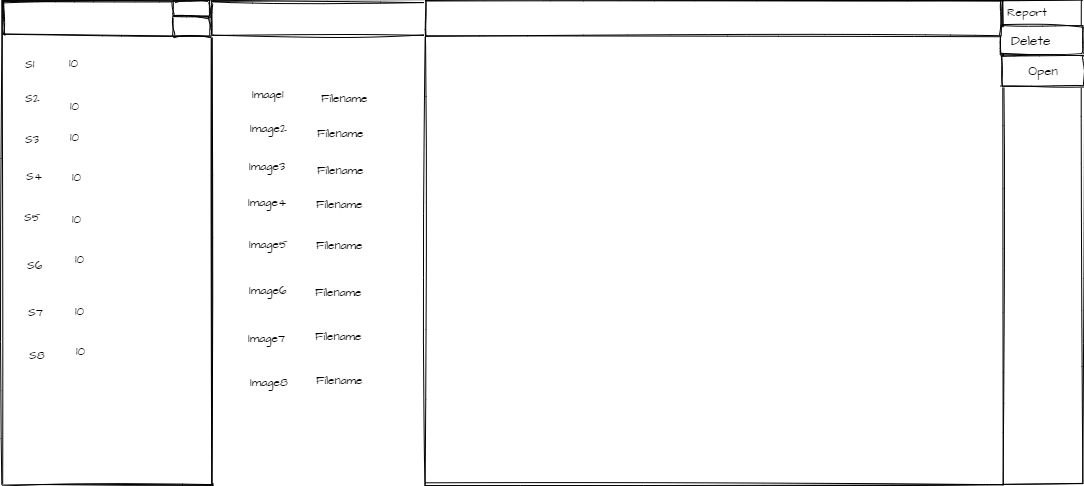 Report
Delete
Open
S1 10
S2 10
S3 10
S4 10
S5 10
S6 10
S7 10
S8 10
Image1 Filename
Image2 Filename
Image3 Filename
Image4 Filename
Image5 Filename
Image6 Filename
Image7 Filename
Image8 Filename